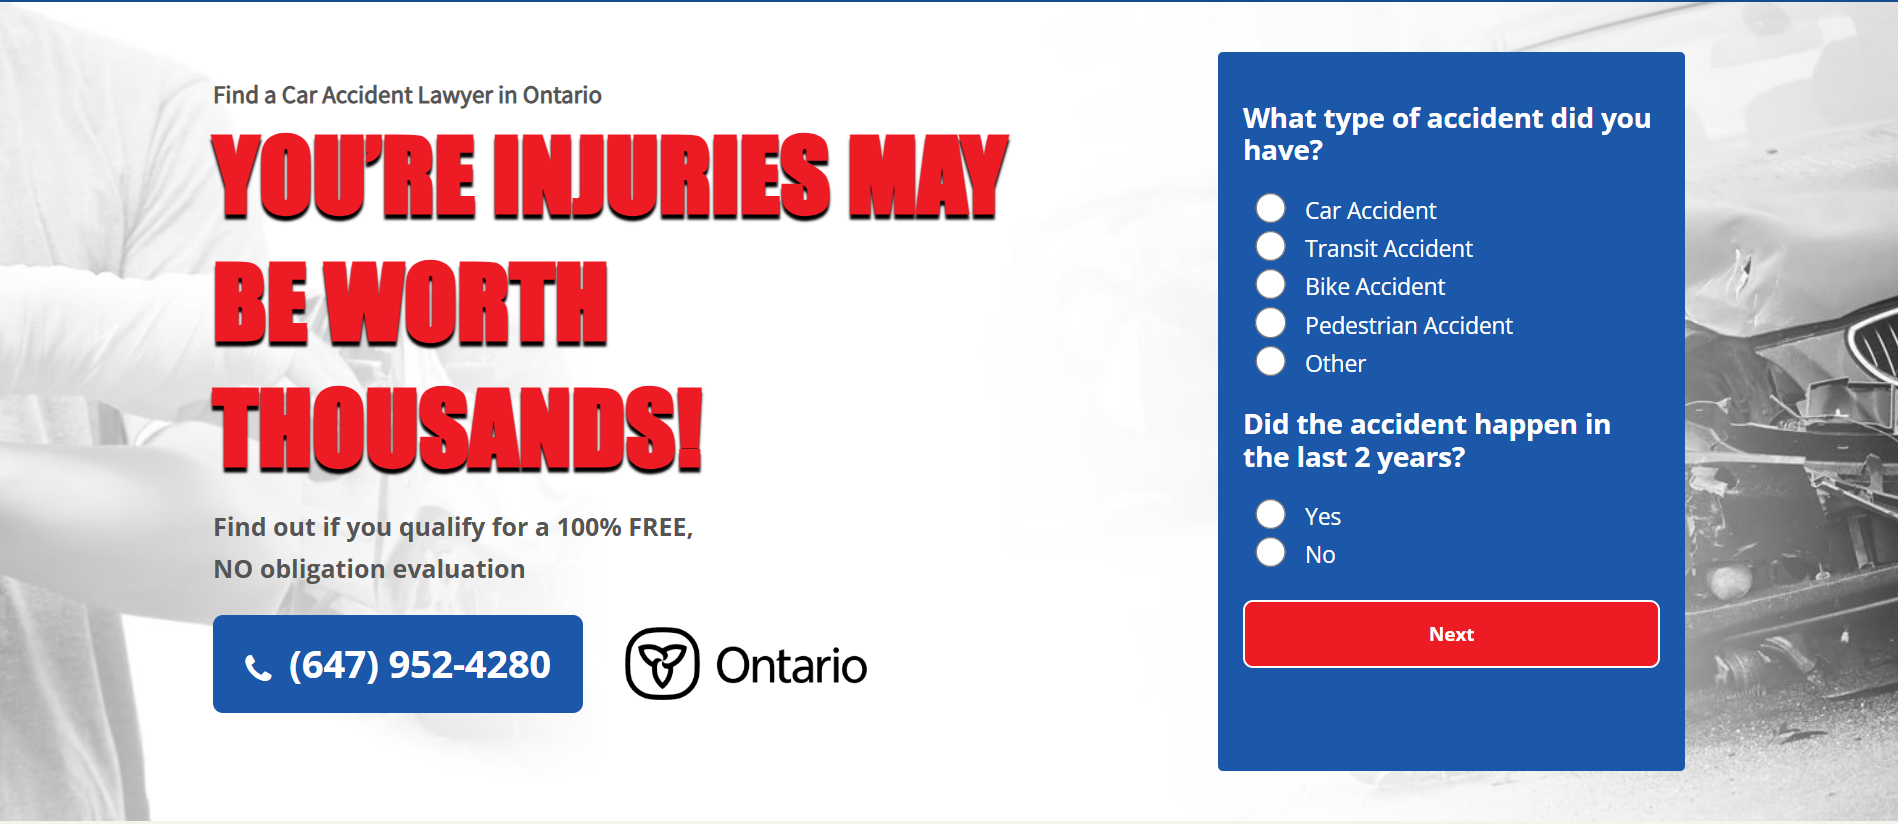 Find a Car Accident Lawyer in Ontario
YOU’RE INJURIES MAY
BE WORTH
THOUSANDS!
Find out if you qualify for a 100% FREE,
NO obligation evaluation
(647) 952-4280
Ontario
What type of accident did you
have?
Car Accident
Transit Accident
Bike Accident
Pedestrian Accident
Other
Did the accident happen in
the last 2 years?
Yes
No
Next